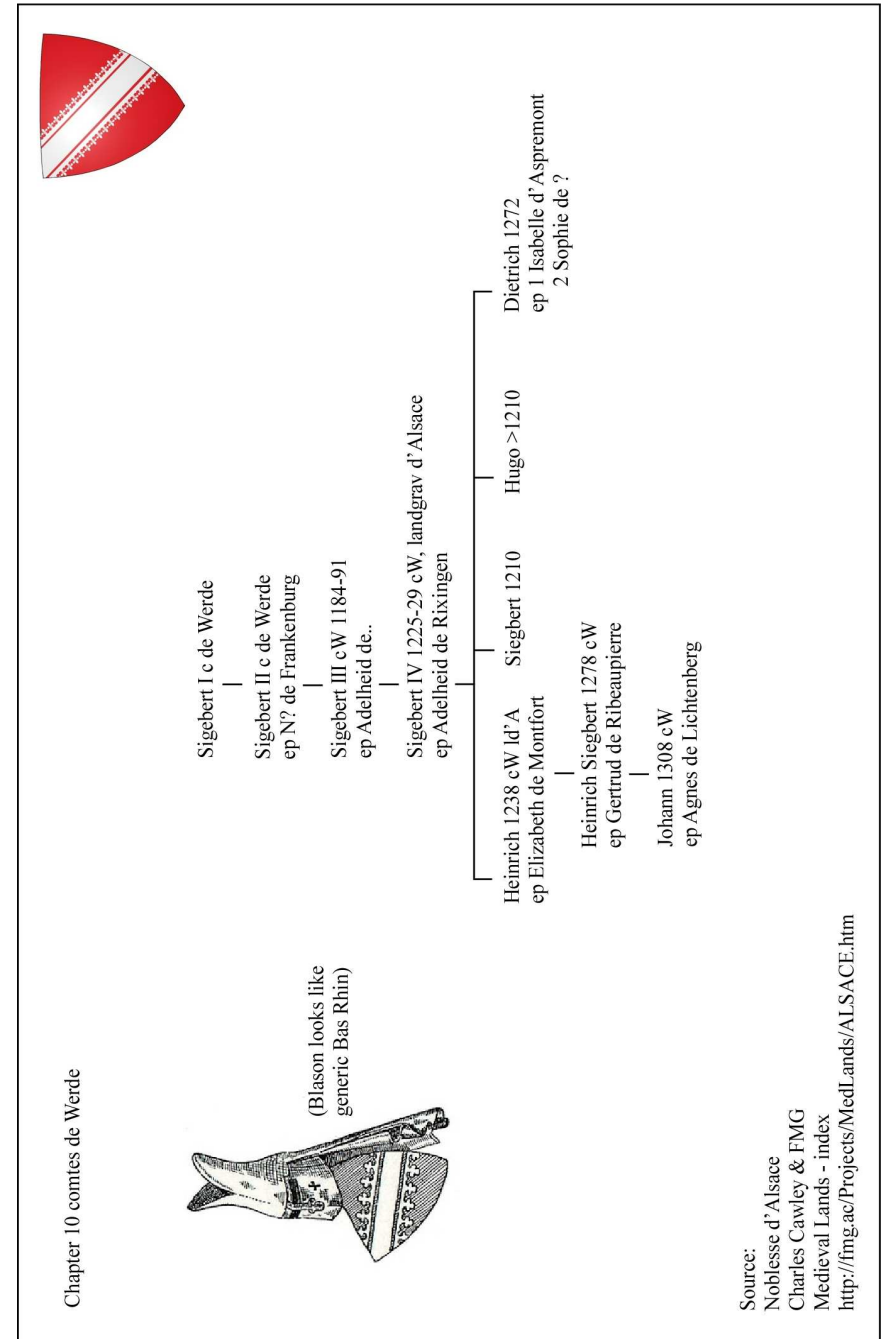 Chapter 10 comtes de Werde
(Blason looks like
generic Bas Rhin)
Sigebert I c de Werde
Sigebert II c de Werde
ep N? de Frankenburg
Sigebert III cW 1184-91
ep Adelheid de..
Sigebert IV 1225-29 cW, landgrav d’Alsace
ep Adelheid de Rixingen
Heinrich 1238 cW ld’A
ep Elizabeth de Montfort
Siegbert 1210
Hugo >1210
Dietrich 1272
ep 1 Isabelle d’Aspremont
2 Sophie de ?
Heinrich Siegbert 1278 cW
ep Gertrud de Ribeaupierre
Johann 1308 cW
ep Agnes de Lichtenberg
Source:
Noblesse d’Alsace
Charles Cawley & FMG
Medieval Lands - index
http://fmg.ac/Projects/MedLands/ALSACE.htm